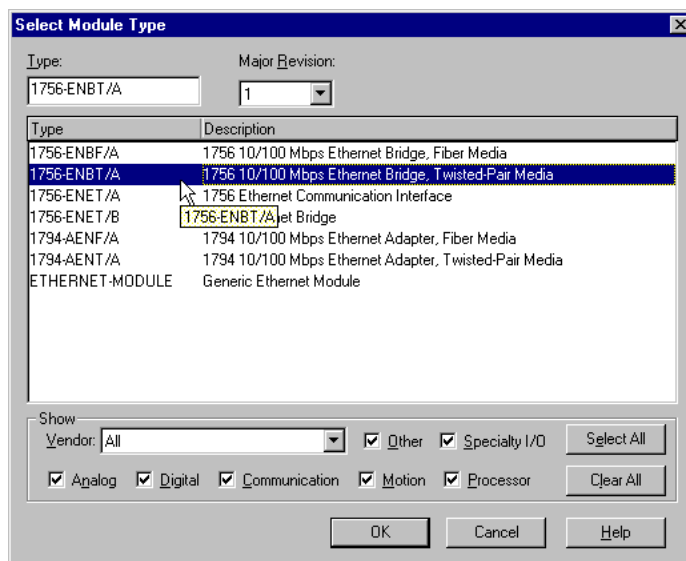 Select Module Type
Type: Major Revision:
1756-ENBT/A 1
Type Description
1756-ENBF/A 1756 10/100 Mbps Ethernet Bridge, Fiber Media
1756-ENBT/A 1756 10/100 Mbps Ethernet Bridge, Twisted-Pair Media
1756-ENET/A 1756 Ethernet Communication Interface
1756-ENET/B 1756-ENBT/A et Bridge
1794-AENF/A 1794 10/100 Mbps Ethernet Adapter, Fiber Media
1794-AENT/A 1794 10/100 Mbps Ethernet Adapter, Twisted-Pair Media
ETHERNET-MODULE Generic Ethernet Module
Show
Vendor: All Other Specialty I/O Select All
Analog Digital Communication Motion Processor Clear All
OK Cancel Help